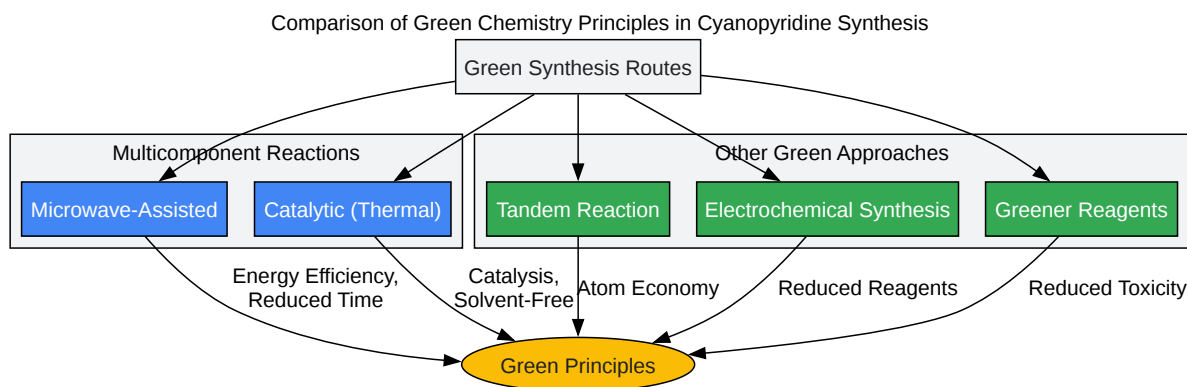 Comparison of Green Chemistry Principles in Cyanopyridine Synthesis
Green Synthesis Routes
Multicomponent Reactions
Other Green Approaches
Microwave-Assisted
Catalytic (Thermal)
Tandem Reaction
Electrochemical Synthesis
Greener Reagents
Energy Efficiency,
Reduced Time
Catalysis,
Solvent-Free
Atom Economy
Reduced Reagents
Reduced Toxicity
Green Principles